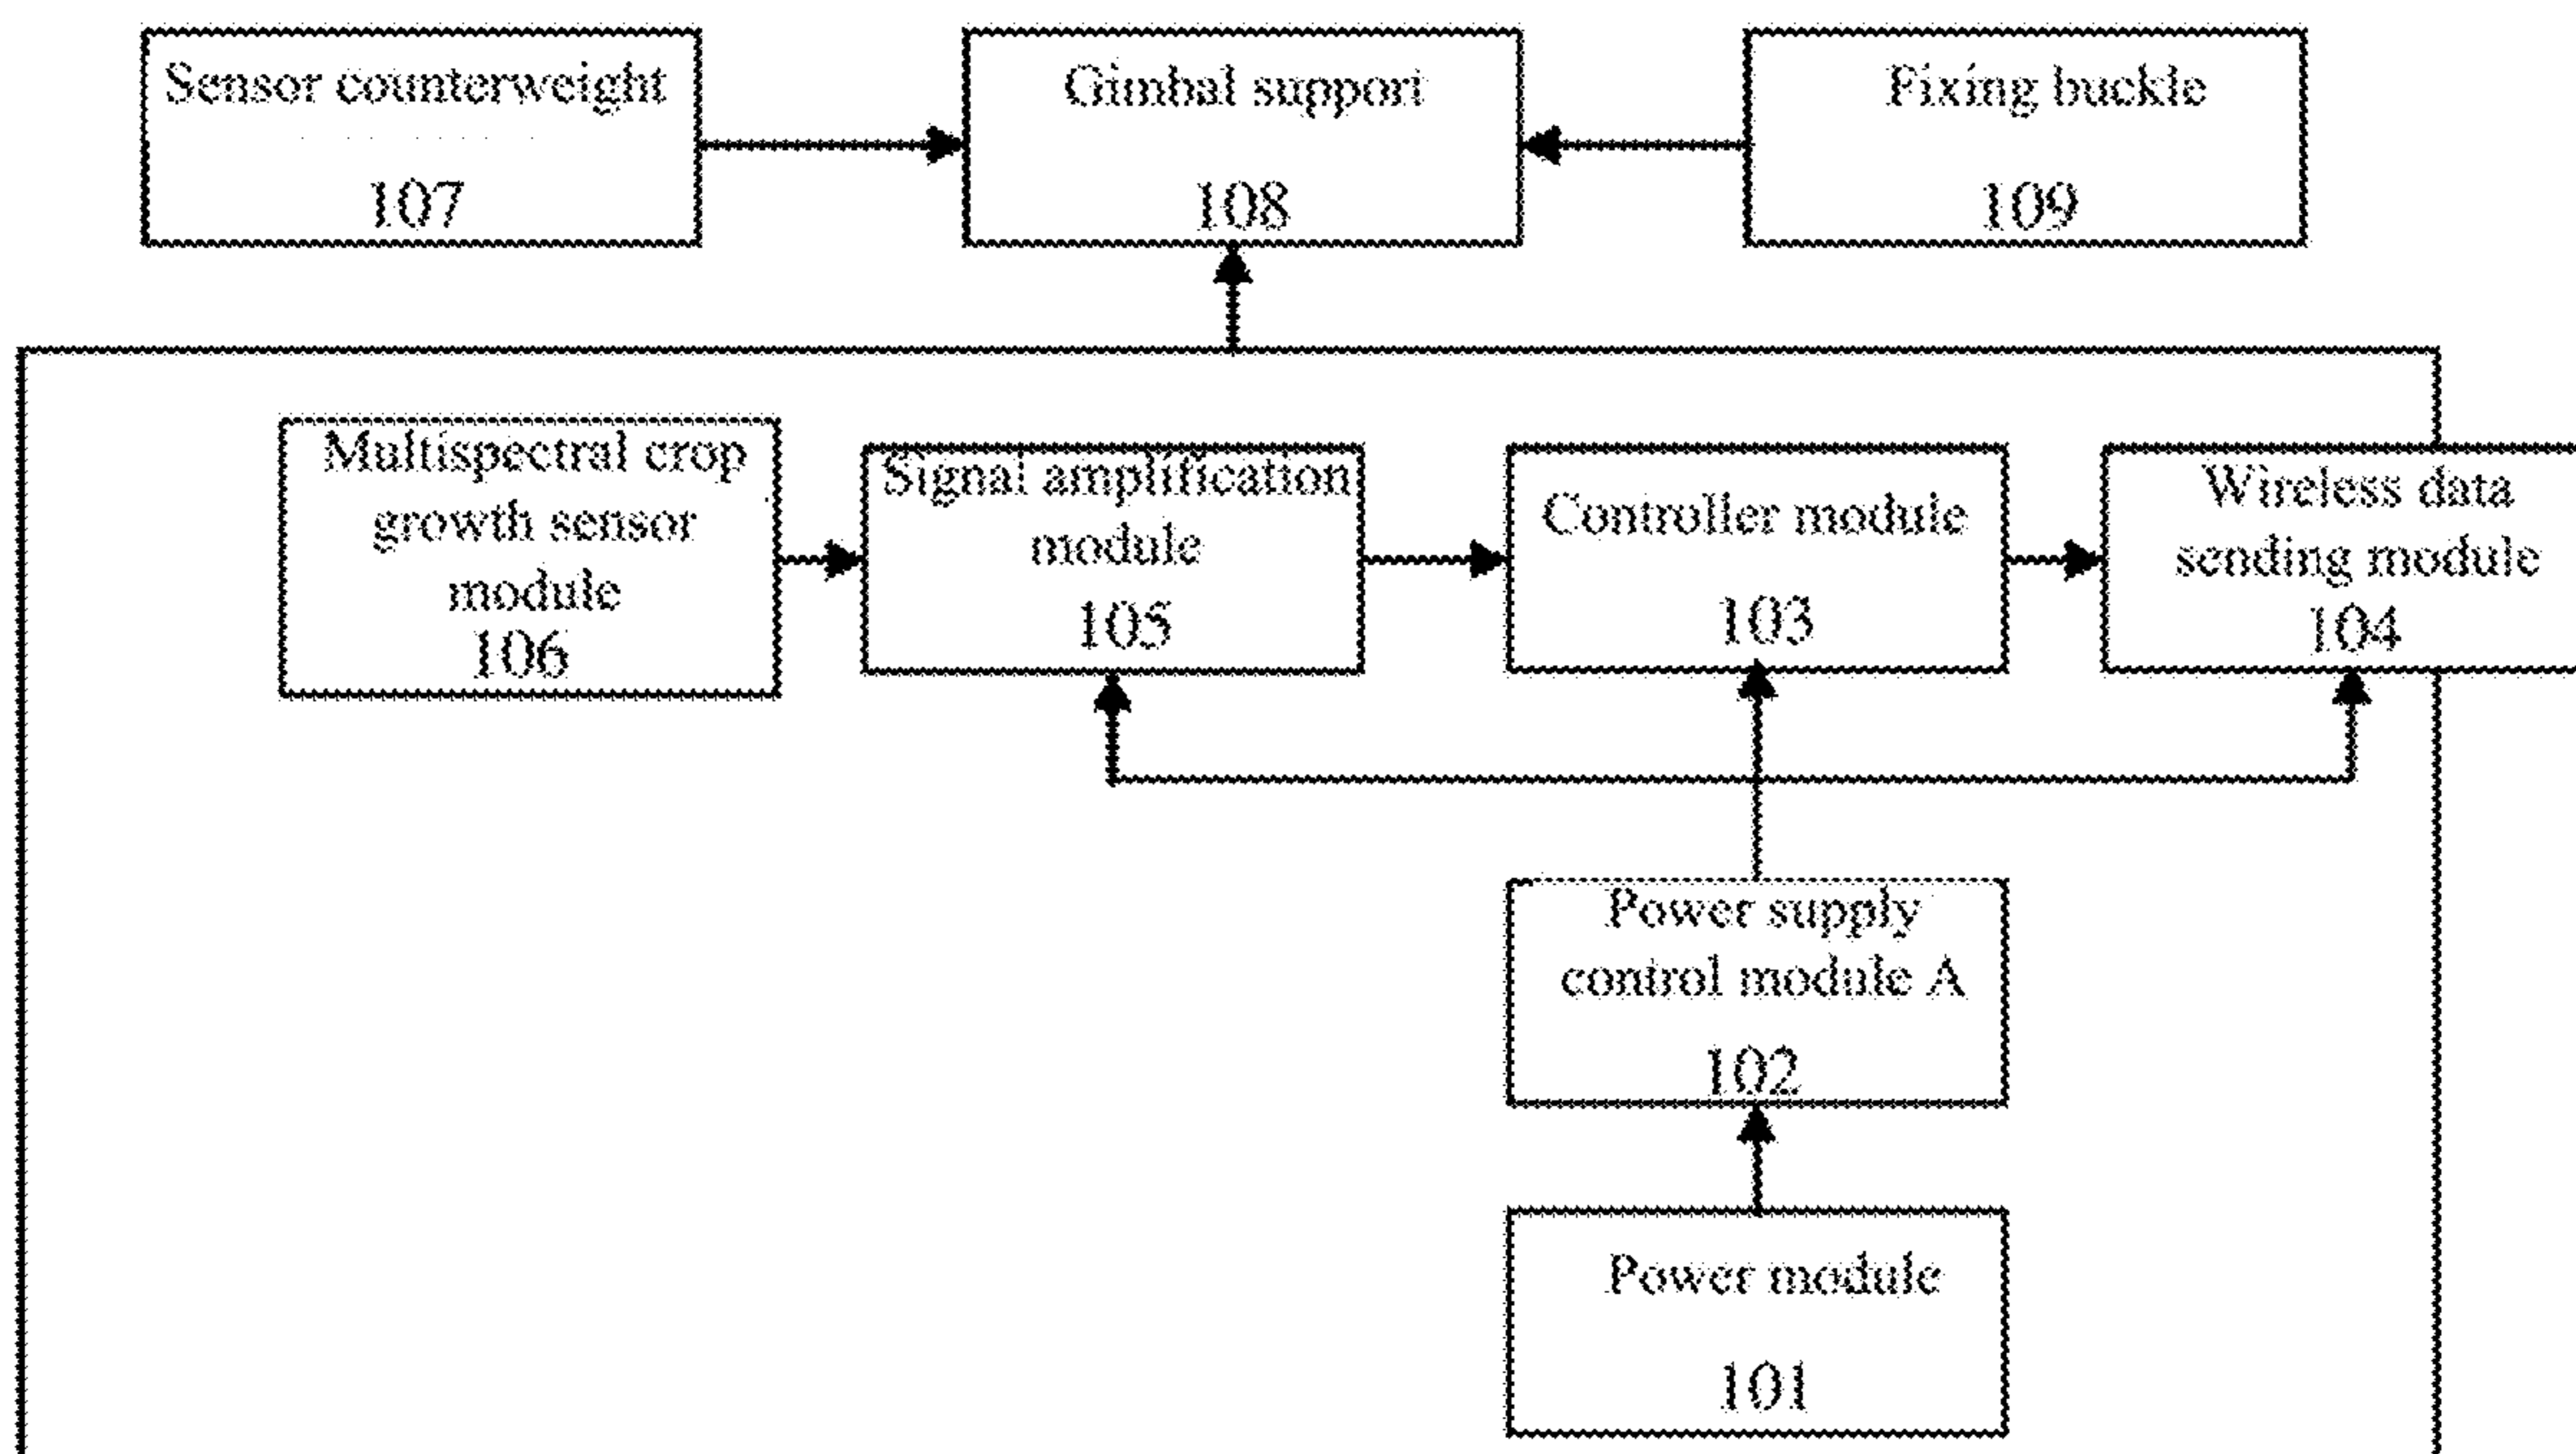 Sensor counterweight
107
Gimbal support
108
Fixing buckle
109
Multispectral crop
growth sensor
module
106
Signal amplification
module
105
Controller module
103
Wireless data
sending module
104
Power supply
control module A
102
Power module
101